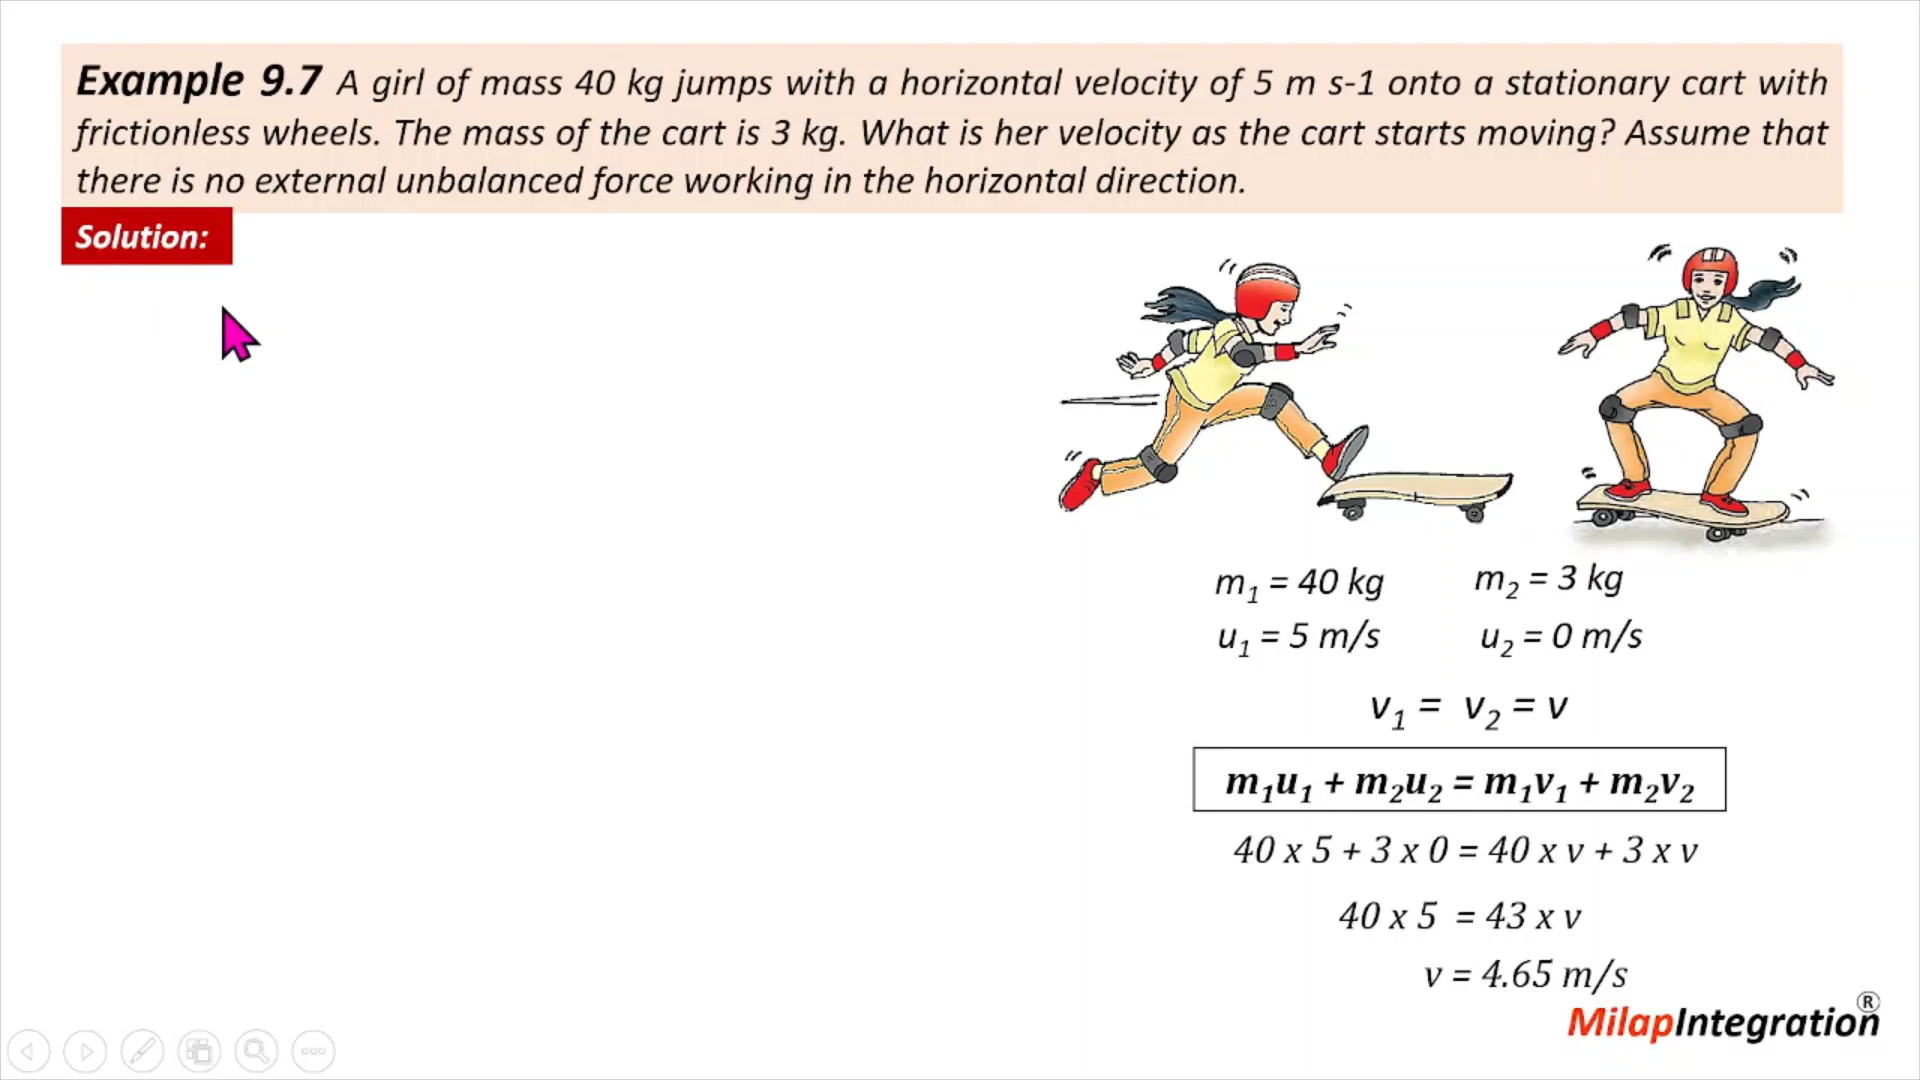 Example 9.7 A girl of mass 40 kg jumps with a horizontal velocity of 5 m s-1 onto a stationary cart with
frictionless wheels. The mass of the cart is 3 kg. What is her velocity as the cart starts moving? Assume that
there is no external unbalanced force working in the horizontal direction.
Solution:
m₁ = 40 kg m₂ = 3 kg
u₁ = 5 m/s u₂ = 0 m/s
v₁ = v₂ = v
m₁u₁ + m₂u₂ = m₁v₁ + m₂v₂
40 x 5 + 3 x 0 = 40 x v + 3 x v
40 x 5 = 43 x v
v = 4.65 m/s
MilapIntegration®